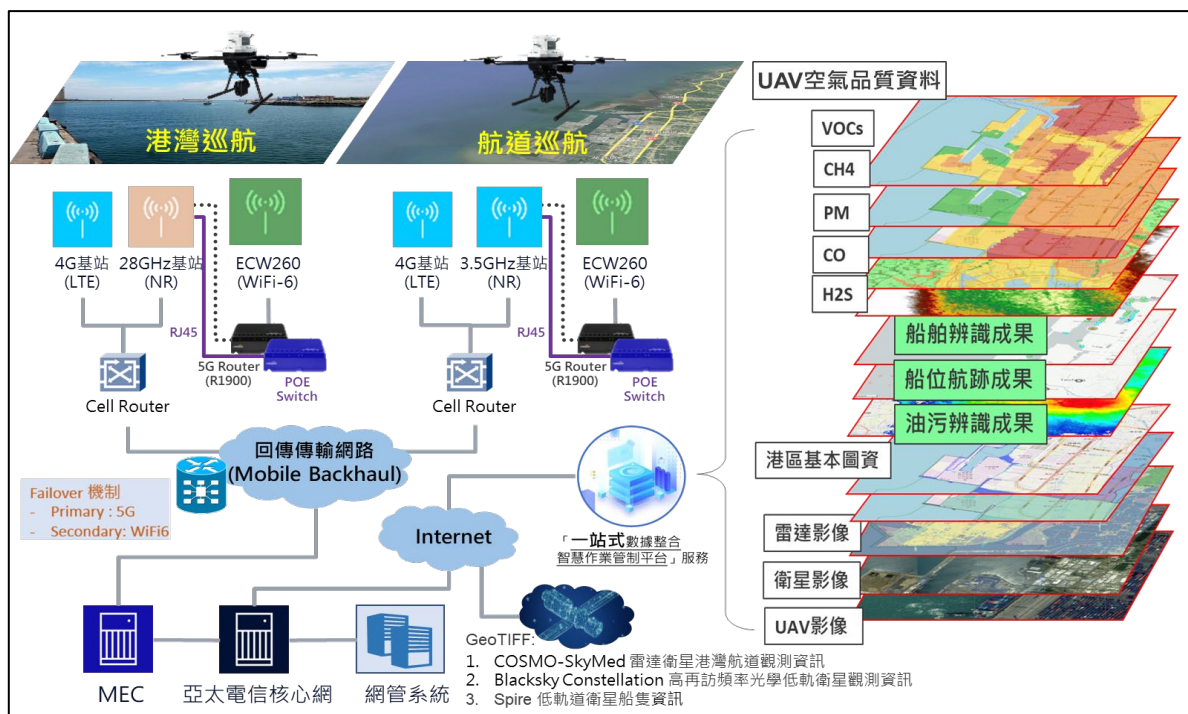 港灣巡航
航道巡航
4G基站
(LTE)
28GHz基站
(NR)
ECW260
(WiFi-6)
4G基站
(LTE)
3.5GHz基站
(NR)
ECW260
(WiFi-6)
RJ45
5G Router
(R1900)
POE
Switch
RJ45
5G Router
(R1900)
POE
Switch
Cell Router
Cell Router
回傳傳輸網路
(Mobile Backhaul)
Failover 機制
- Primary : 5G
- Secondary: WiFi6
Internet
「一站式數據整合
智慧作業管制平台」服務
MEC
亞太電信核心網
網管系統
GeoTIFF:
1. COSMO-SkyMed 雷達衛星港灣航道觀測資訊
2. Blacksky Constellation 高再訪頻率光學低軌衛星觀測資訊
3. Spire 低軌道衛星船隻資訊
UAV空氣品質資料
VOCs
CH4
PM
CO
H2S
船舶辨識成果
船位航跡成果
油污辨識成果
港區基本圖資
雷達影像
衛星影像
UAV影像